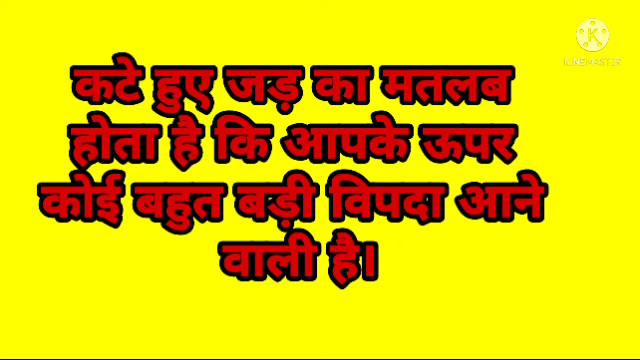 KINEMASTER
कटे हुए जड़ का मतलब
होता है कि आपके ऊपर
कोई बहुत बड़ी विपदा आने
वाली है।